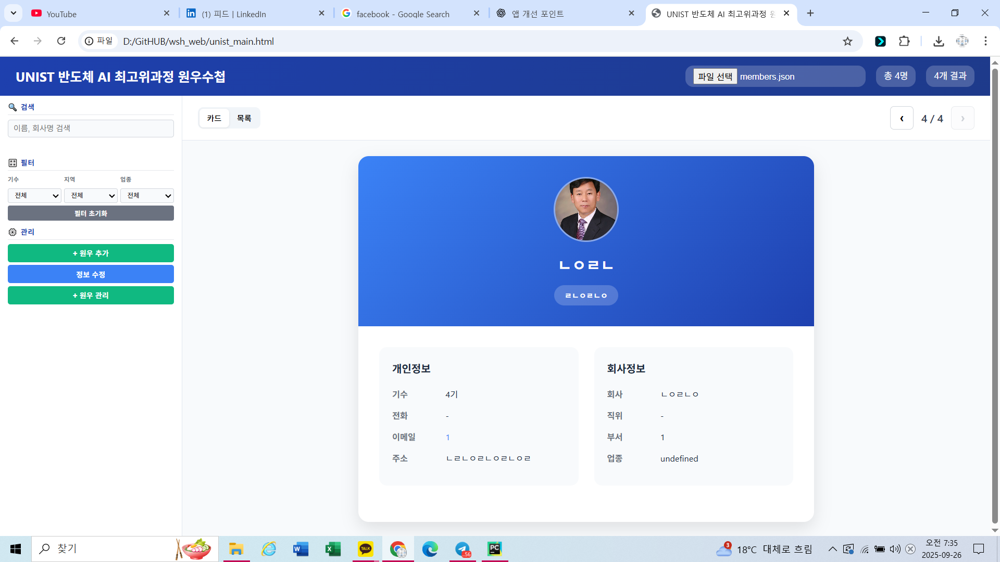 YouTube
(1) 피드 | LinkedIn
facebook - Google Search
앱 개선 포인트
UNIST 반도체 AI 최고위과정 원
파일
D:/GitHUB/wsh_web/unist_main.html
UNIST 반도체 AI 최고위과정 원우수첩
파일 선택 members.json
총 4명
4개 결과
검색
이름, 회사명 검색
카드
목록
‹ 4 / 4 ›
필터
기수 지역 업종
전체 전체 전체
필터 초기화
관리
+ 원우 추가
정보 수정
+ 원우 관리
ㄴㅇㄹㄴ
ㄹㄴㅇㄹㄴㅇ
개인정보
기수 4기
전화 -
이메일 1
주소 ㄴㄹㄴㅇㄹㄴㅇㄹㄴㅇㄹ
회사정보
회사 ㄴㅇㄹㄴㅇ
직위 -
부서 1
업종 undefined
찾기
TALK
PC
56
3
18°C 대체로 흐림
오전 7:35
2025-09-26